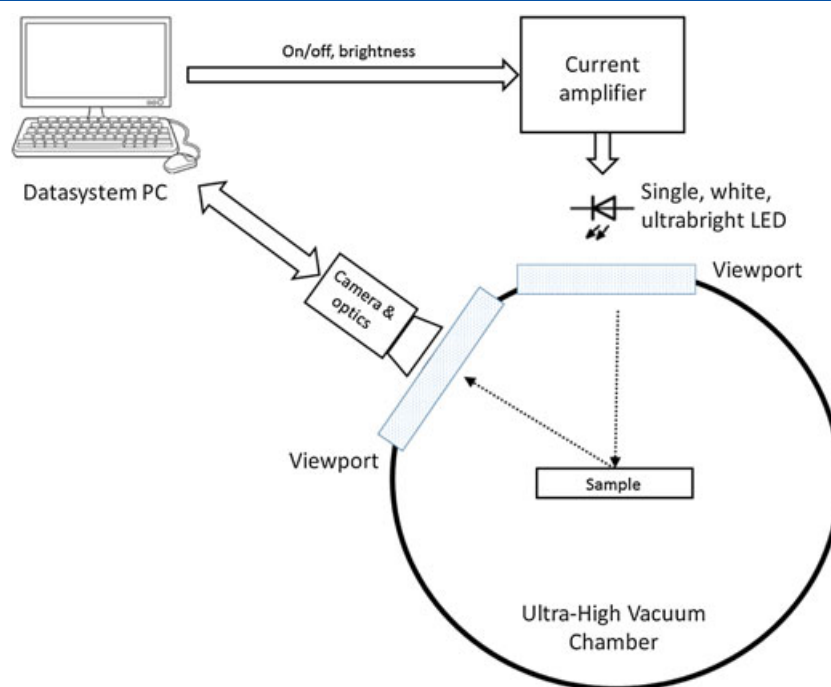 On/off, brightness
Current
amplifier
Datasystem PC
Single, white,
ultrabright LED
Viewport
Camera &
optics
Viewport
Sample
Ultra-High Vacuum
Chamber